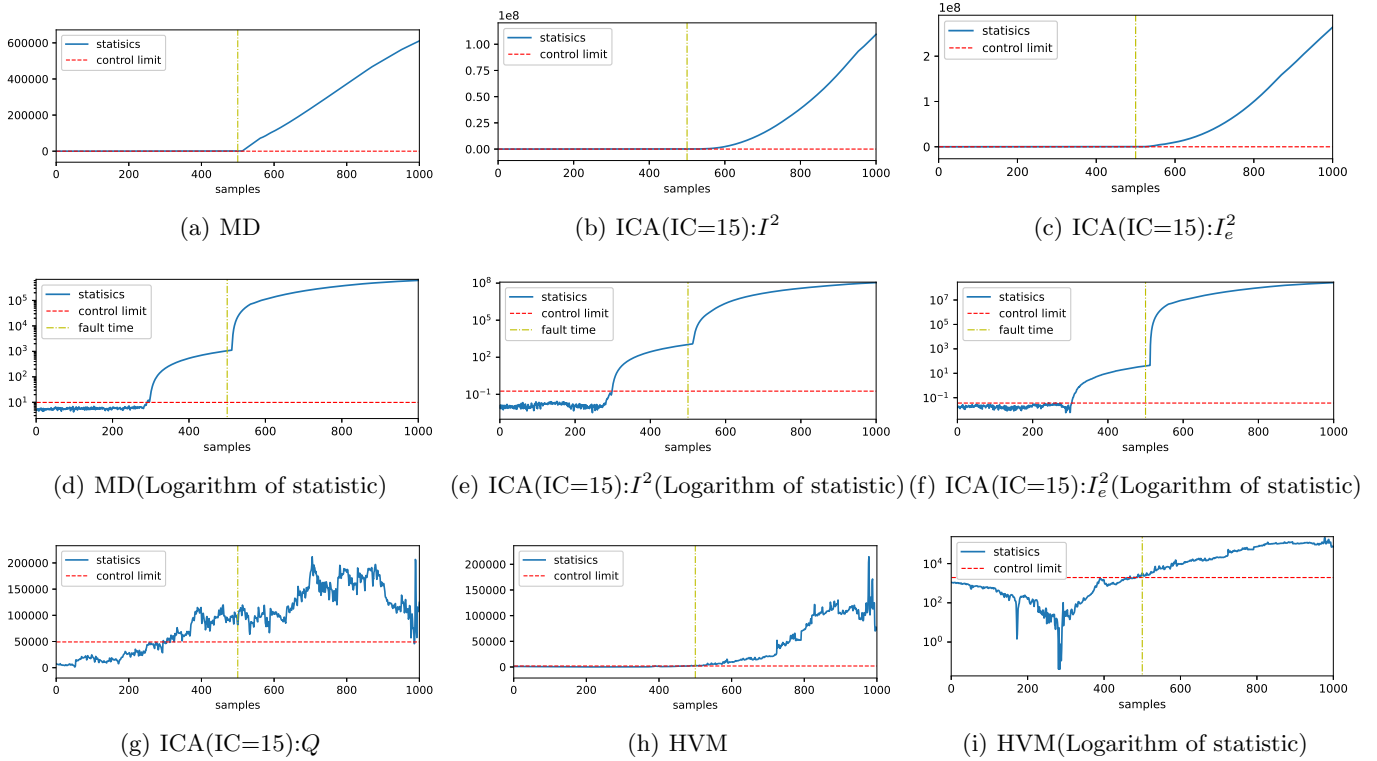 1e8
1e8
600000
400000
200000
0
statisics
control limit
0 200 400 600 800 1000
samples
1.00
0.75
0.50
0.25
0.00
statisics
control limit
0 200 400 600 800 1000
samples
2
1
0
statisics
control limit
0 200 400 600 800 1000
samples
(a) MD
(b) ICA(IC=15):I²
(c) ICA(IC=15):Iₑ²
10⁵
10⁴
10³
10²
10¹
statisics
control limit
fault time
0 200 400 600 800 1000
samples
10⁸
10⁵
10²
10⁻¹
statisics
control limit
fault time
0 200 400 600 800 1000
samples
10⁷
10⁵
10³
10¹
10⁻¹
statisics
control limit
fault time
0 200 400 600 800 1000
samples
(d) MD(Logarithm of statistic)
(e) ICA(IC=15):I²(Logarithm of statistic)
(f) ICA(IC=15):Iₑ²(Logarithm of statistic)
200000
150000
100000
50000
0
statisics
control limit
0 200 400 600 800 1000
samples
200000
150000
100000
50000
0
statisics
control limit
0 200 400 600 800 1000
samples
10⁴
10²
10⁰
statisics
control limit
0 200 400 600 800 1000
samples
(g) ICA(IC=15):Q
(h) HVM
(i) HVM(Logarithm of statistic)